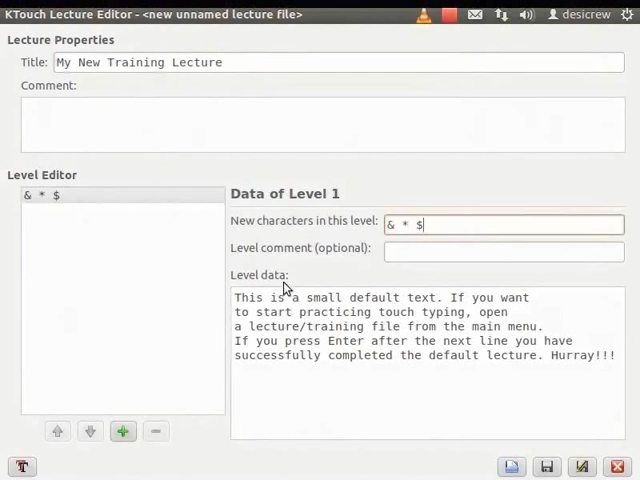 KTouch Lecture Editor - <new unnamed lecture file>
desicrew
Lecture Properties
Title: My New Training Lecture
Comment:
Level Editor
& * $
Data of Level 1
New characters in this level: & * $
Level comment (optional):
Level data:
This is a small default text. If you want
to start practicing touch typing, open
a lecture/training file from the main menu.
If you press Enter after the next line you have
successfully completed the default lecture. Hurray!!!